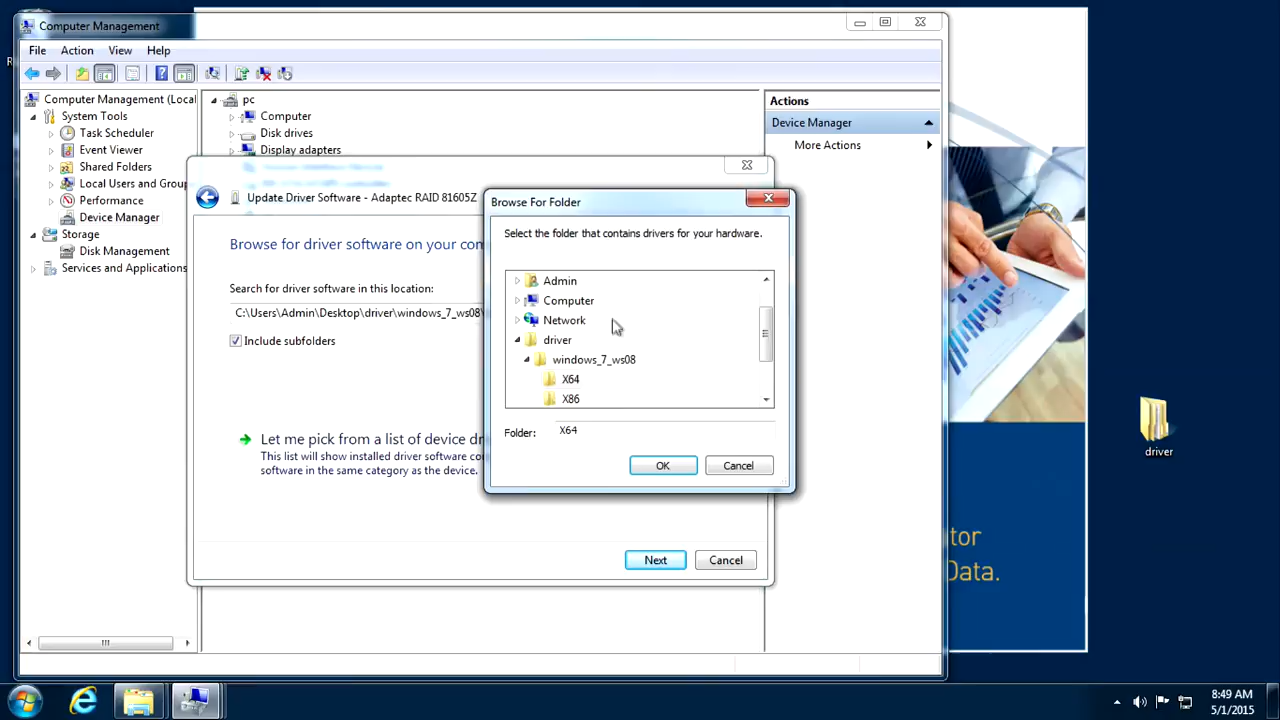 Computer Management
File Action View Help
Computer Management (Local
System Tools
Task Scheduler
Event Viewer
Shared Folders
Local Users and Group
Performance
Device Manager
Storage
Disk Management
Services and Applications
pc
Computer
Disk drives
Display adapters
Actions
Device Manager
More Actions
Update Driver Software - Adaptec RAID 81605Z
Browse for driver software on your com
Search for driver software in this location:
C:\Users\Admin\Desktop\driver\windows_7_ws08\
Include subfolders
Let me pick from a list of device dr
This list will show installed driver software co
software in the same category as the device.
Next
Cancel
Browse For Folder
Select the folder that contains drivers for your hardware.
Admin
Computer
Network
driver
windows_7_ws08
X64
X86
Folder: X64
OK
Cancel
driver
tor
Data.
8:49 AM
5/1/2015